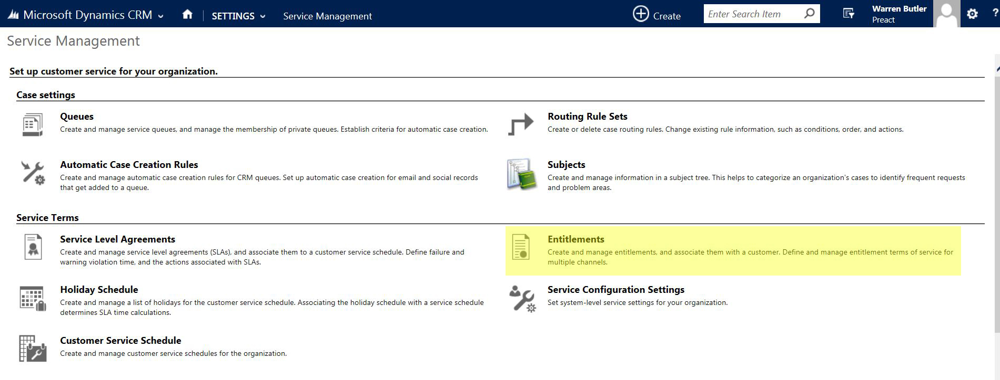 Microsoft Dynamics CRM SETTINGS Service Management Create Enter Search Item Warren Butler ?
Preact
Service Management
Set up customer service for your organization.
Case settings
Queues
Create and manage service queues, and manage the membership of private queues. Establish criteria for automatic case creation.
Routing Rule Sets
Create or delete case routing rules. Change existing rule information, such as conditions, order, and actions.
Automatic Case Creation Rules
Create and manage automatic case creation rules for CRM queues. Set up automatic case creation for email and social records
that get added to a queue.
Subjects
Create and manage information in a subject tree. This helps to categorize an organization's cases to identify frequent requests
and problem areas.
Service Terms
Service Level Agreements
Create and manage service level agreements (SLAs), and associate them to a customer service schedule. Define failure and
warning violation time, and the actions associated with SLAs.
Entitlements
Create and manage entitlements, and associate them with a customer. Define and manage entitlement terms of service for
multiple channels.
Holiday Schedule
Create and manage a list of holidays for the customer service schedule. Associating the holiday schedule with a service schedule
determines SLA time calculations.
Service Configuration Settings
Set system-level service settings for your organization.
Customer Service Schedule
Create and manage customer service schedules for the organization.